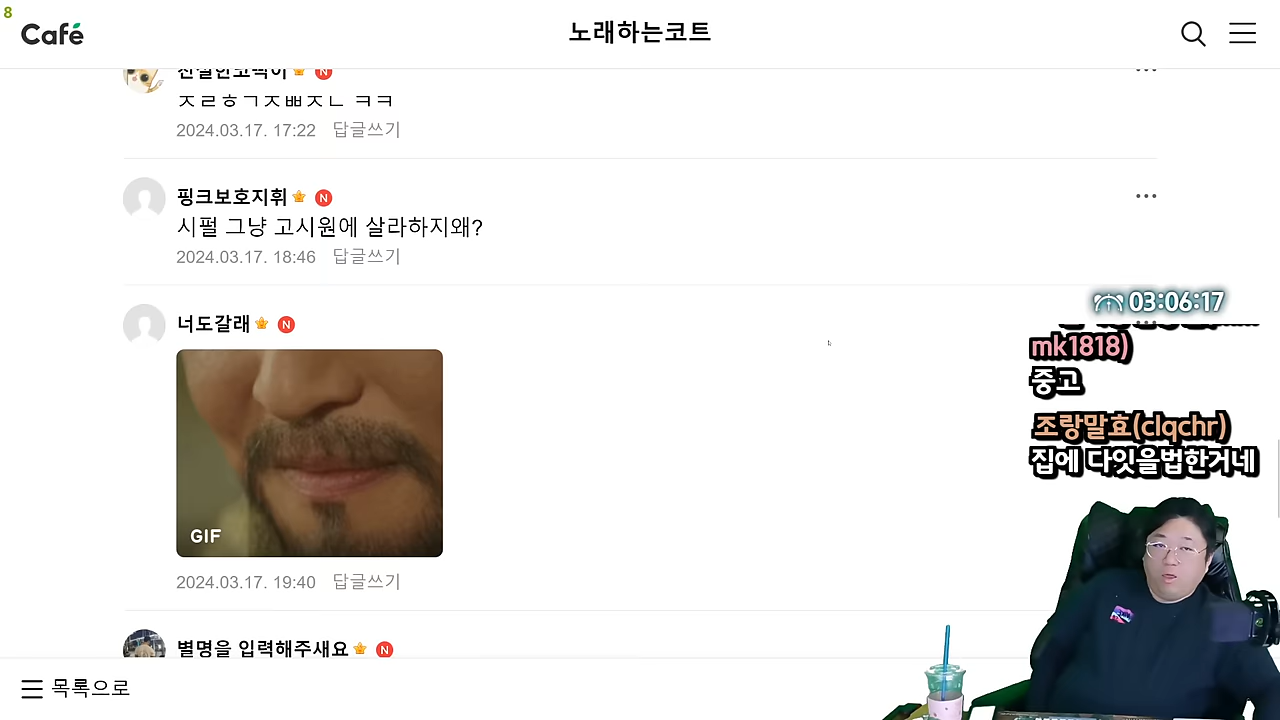 8
Café
노래하는코트
ㅈㄹㅎㄱㅈㅃㅈㄴ ㅋㅋ
2024.03.17. 17:22 답글쓰기
핑크보호지휘 N
시펄 그냥 고시원에 살라하지왜?
2024.03.17. 18:46 답글쓰기
03:06:17
너도갈래 N
mk1818)
중고
조랑말효(clqchr)
집에 다잇을법한거네
GIF
2024.03.17. 19:40 답글쓰기
별명을 입력해주새요 N
목록으로